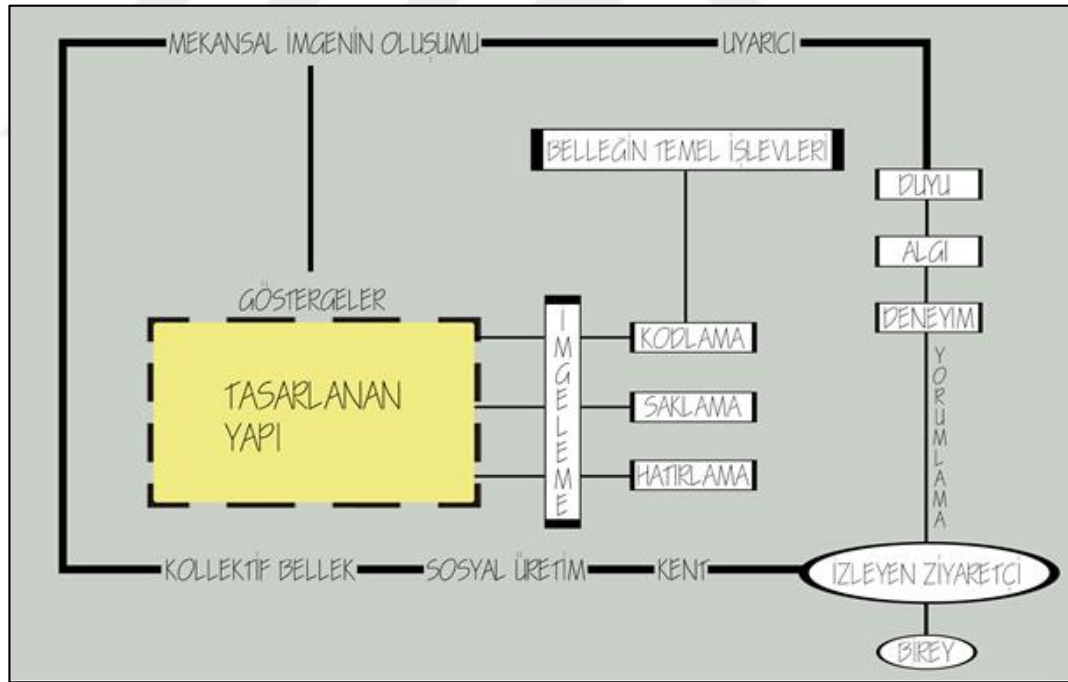 MEKANSAL İMGENİN OLUŞUMU
UYARICI
BELLEĞİN TEMEL İŞLEVLERİ
DUYU
ALGI
DENEYİM
YORUMLAMA
GÖSTERGELER
TASARLANAN
YAPI
İMGELEME
KODLAMA
SAKLAMA
HATIRLAMA
KOLLEKTİF BELLEK
SOSYAL ÜRETİM
KENT
İZLEYEN ZİYARETÇİ
BİREY